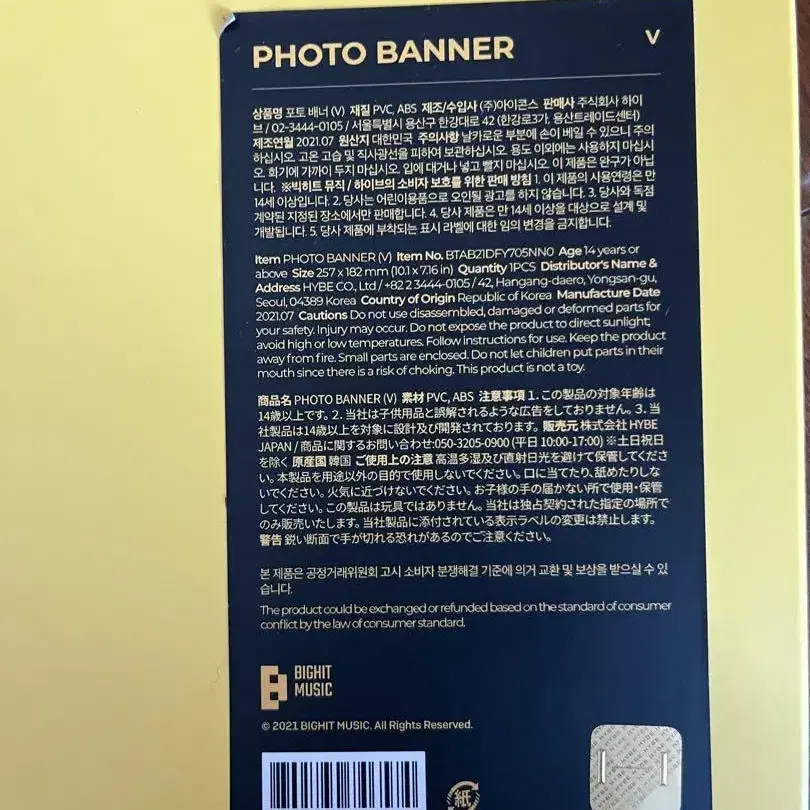 PHOTO BANNER
V
상품명 포토 배너 (V) 재질 PVC, ABS 제조/수입사 (주)아이콘스 판매사 주식회사 하이
브 / 02-3444-0105 / 서울특별시 용산구 한강대로 42 (한강로3가, 용산트레이드센터)
제조연월 2021.07 원산지 대한민국 주의사항 날카로운 부분에 손이 베일 수 있으니 주의
하십시오. 고온 고습 및 직사광선을 피하여 보관하십시오. 용도 이외에는 사용하지 마십시
오. 화기에 가까이 두지 마십시오. 입에 대거나 넣고 빨지 마십시오. 이 제품은 완구가 아닙
니다. ※빅히트 뮤직 / 하이브의 소비자 보호를 위한 판매 방침 1. 이 제품의 사용연령은 만
14세 이상입니다. 2. 당사는 어린이용품으로 오인될 광고를 하지 않습니다. 3. 당사와 독점
계약된 지정된 장소에서만 판매합니다. 4. 당사 제품은 만 14세 이상을 대상으로 설계 및
개발됩니다. 5. 당사 제품에 부착되는 표시 라벨에 대한 임의 변경을 금지합니다.
Item PHOTO BANNER (V) Item No. BTAB21DFY705NN0 Age 14 years or
above Size 257 x 182 mm (10.1 x 7.16 in) Quantity 1PCS Distributor's Name &
Address HYBE CO., Ltd / +82 2 3444-0105 / 42, Hangang-daero, Yongsan-gu,
Seoul, 04389 Korea Country of Origin Republic of Korea Manufacture Date
2021.07 Cautions Do not use disassembled, damaged or deformed parts for
your safety. Injury may occur. Do not expose the product to direct sunlight;
avoid high or low temperatures. Follow instructions for use. Keep the product
away from fire. Small parts are enclosed. Do not let children put parts in their
mouth since there is a risk of choking. This product is not a toy.
商品名 PHOTO BANNER (V) 素材 PVC, ABS 注意事項 1. この製品の対象年齢は
14歳以上です。2. 当社は子供用品と誤解されるような広告をしておりません。3. 当
社製品は14歳以上を対象に設計及び開発されております。販売元 株式会社 HYBE
JAPAN / 商品に関するお問い合わせ:050-3205-0900 (平日 10:00-17:00) ※土日祝日
を除く 原産国 韓国 ご使用上の注意 高温多湿及び直射日光を避けて保管してくださ
い。本製品を用途以外の目的で使用しないでください。口に当てたり、舐めたりしな
いでください。火気に近づけないでください。お子様の手の届かない所で使用・保管
してください。この製品は玩具ではありません。当社は独占契約された指定の場所で
のみ販売いたします。当社製品に添付されている表示ラベルの変更は禁止します。
警告 鋭い断面で手が切れる恐れがあるのでご注意ください。
본 제품은 공정거래위원회 고시 소비자 분쟁해결 기준에 의거 교환 및 보상을 받으실 수 있
습니다.
The product could be exchanged or refunded based on the standard of consumer
conflict by the law of consumer standard.
BIGHIT
MUSIC
© 2021 BIGHIT MUSIC. All Rights Reserved.
紙